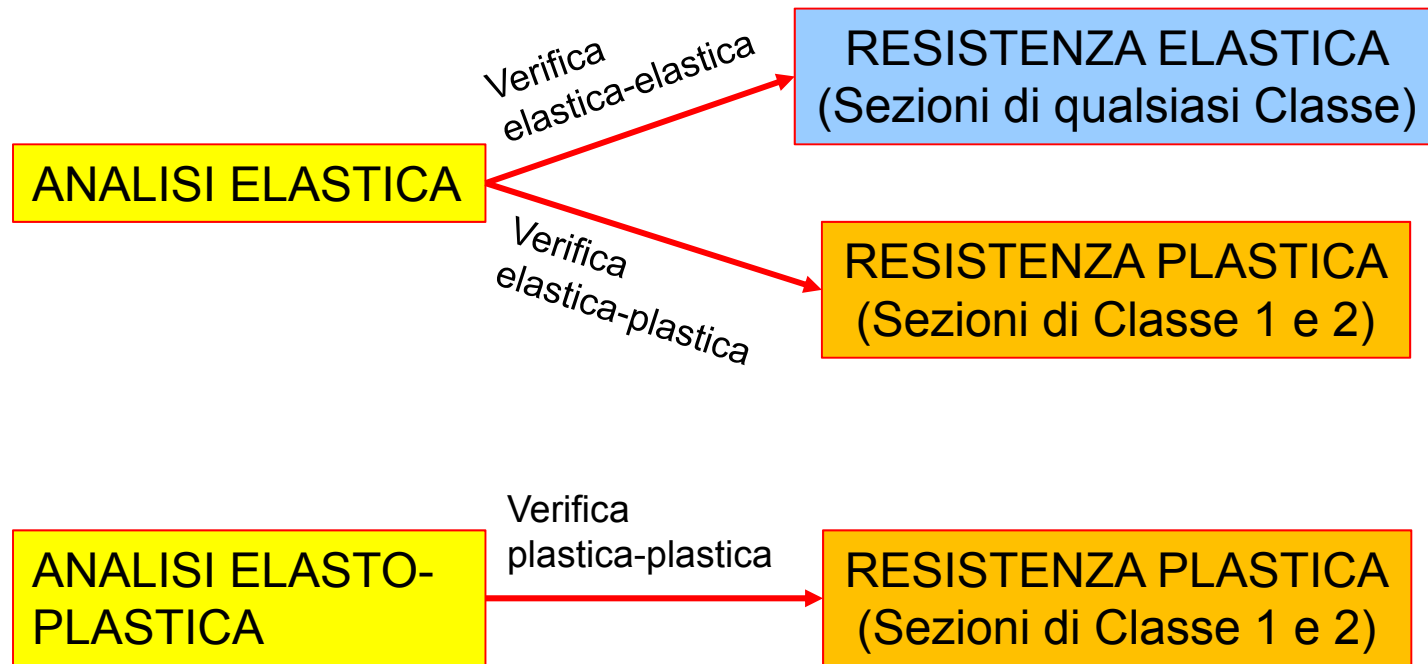 Verifica
elastica-elastica
RESISTENZA ELASTICA
(Sezioni di qualsiasi Classe)
ANALISI ELASTICA
Verifica
elastica-plastica
RESISTENZA PLASTICA
(Sezioni di Classe 1 e 2)
Verifica
plastica-plastica
ANALISI ELASTO-
PLASTICA
RESISTENZA PLASTICA
(Sezioni di Classe 1 e 2)